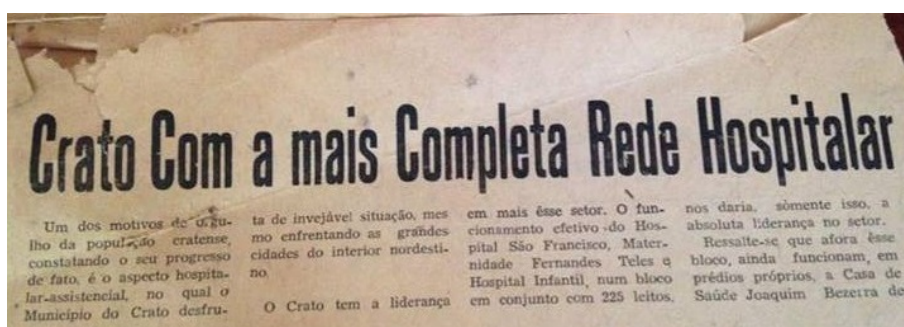 Crato Com a mais Completa Rede Hospitalar
Um dos motivos de orgu-
lho da população cratense,
constatando o seu progresso
de fato, é o aspecto hospita-
lar-assistencial, no qual o
Município do Crato desfru-
ta de invejável situação, mes
mo enfrentando as grandes
cidades do interior nordesti-
no.
O Crato tem a liderança
em mais êsse setor. O fun-
cionamento efetivo do Hos-
pital São Francisco, Mater-
nidade Fernandes Teles e
Hospital Infantil, num bloco
em conjunto com 225 leitos,
nos daria, sòmente isso, a
absoluta liderança no setor.
Ressalte-se que afora êsse
bloco, ainda funcionam, em
prédios próprios, a Casa de
Saúde Joaquim Bezerra de